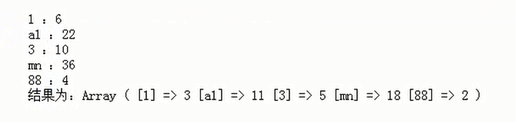 1 : 6
a1 : 22
3 : 10
mn : 36
88 : 4
结果为: Array ( [1] => 3 [a1] => 11 [3] => 5 [mn] => 18 [88] => 2 )